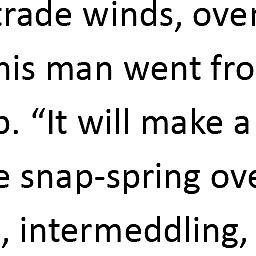 trade winds, over
his man went fro
o. “It will make a
e snap-spring ove
, intermeddling,